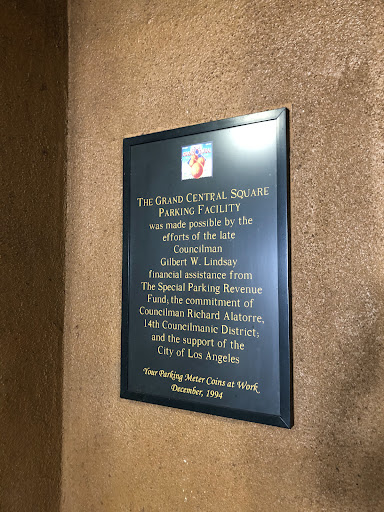 THE GRAND CENTRAL SQUARE
PARKING FACILITY
was made possible by the
efforts of the late
Councilman
Gilbert W. Lindsay
financial assistance from
The Special Parking Revenue
Fund; the commitment of
Councilman Richard Alatorre,
14th Councilmanic District;
and the support of the
City of Los Angeles
Your Parking Meter Coins at Work
December, 1994